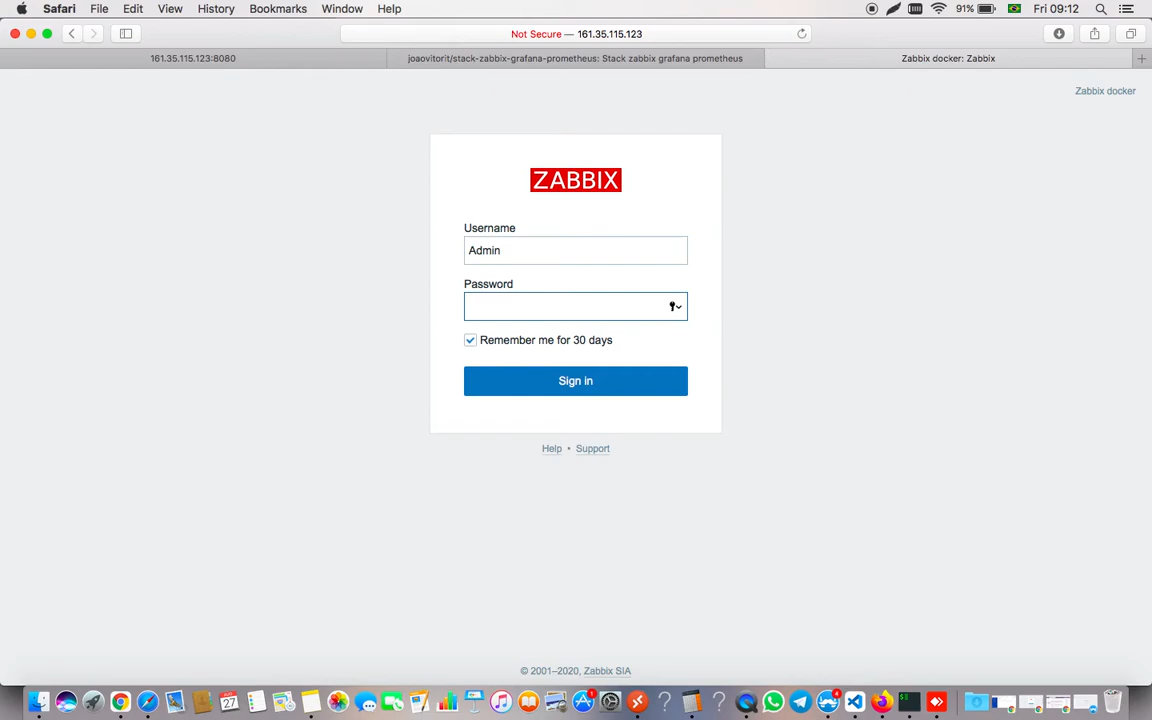 Safari File Edit View History Bookmarks Window Help 91% Fri 09:12
Not Secure — 161.35.115.123
161.35.115.123:8080 joaovitorit/stack-zabbix-grafana-prometheus: Stack zabbix grafana prometheus Zabbix docker: Zabbix
Zabbix docker
ZABBIX
Username
Admin
Password
Remember me for 30 days
Sign in
Help • Support
© 2001–2020, Zabbix SIA